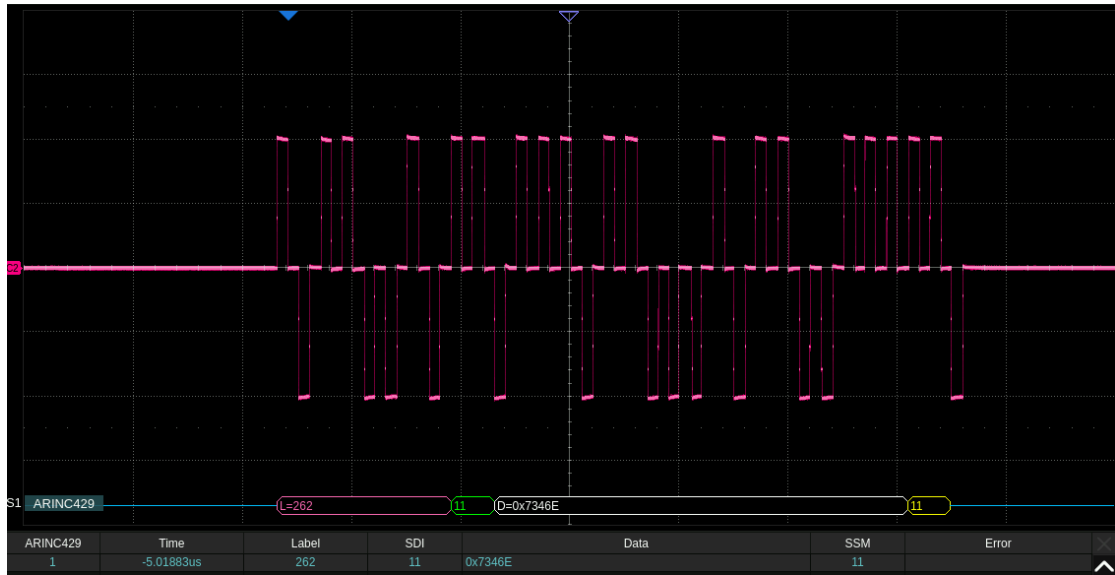 C2
S1 ARINC429 L=262 11 D=0x7346E 11
ARINC429 Time Label SDI Data SSM Error
1 -5.01883us 262 11 0x7346E 11